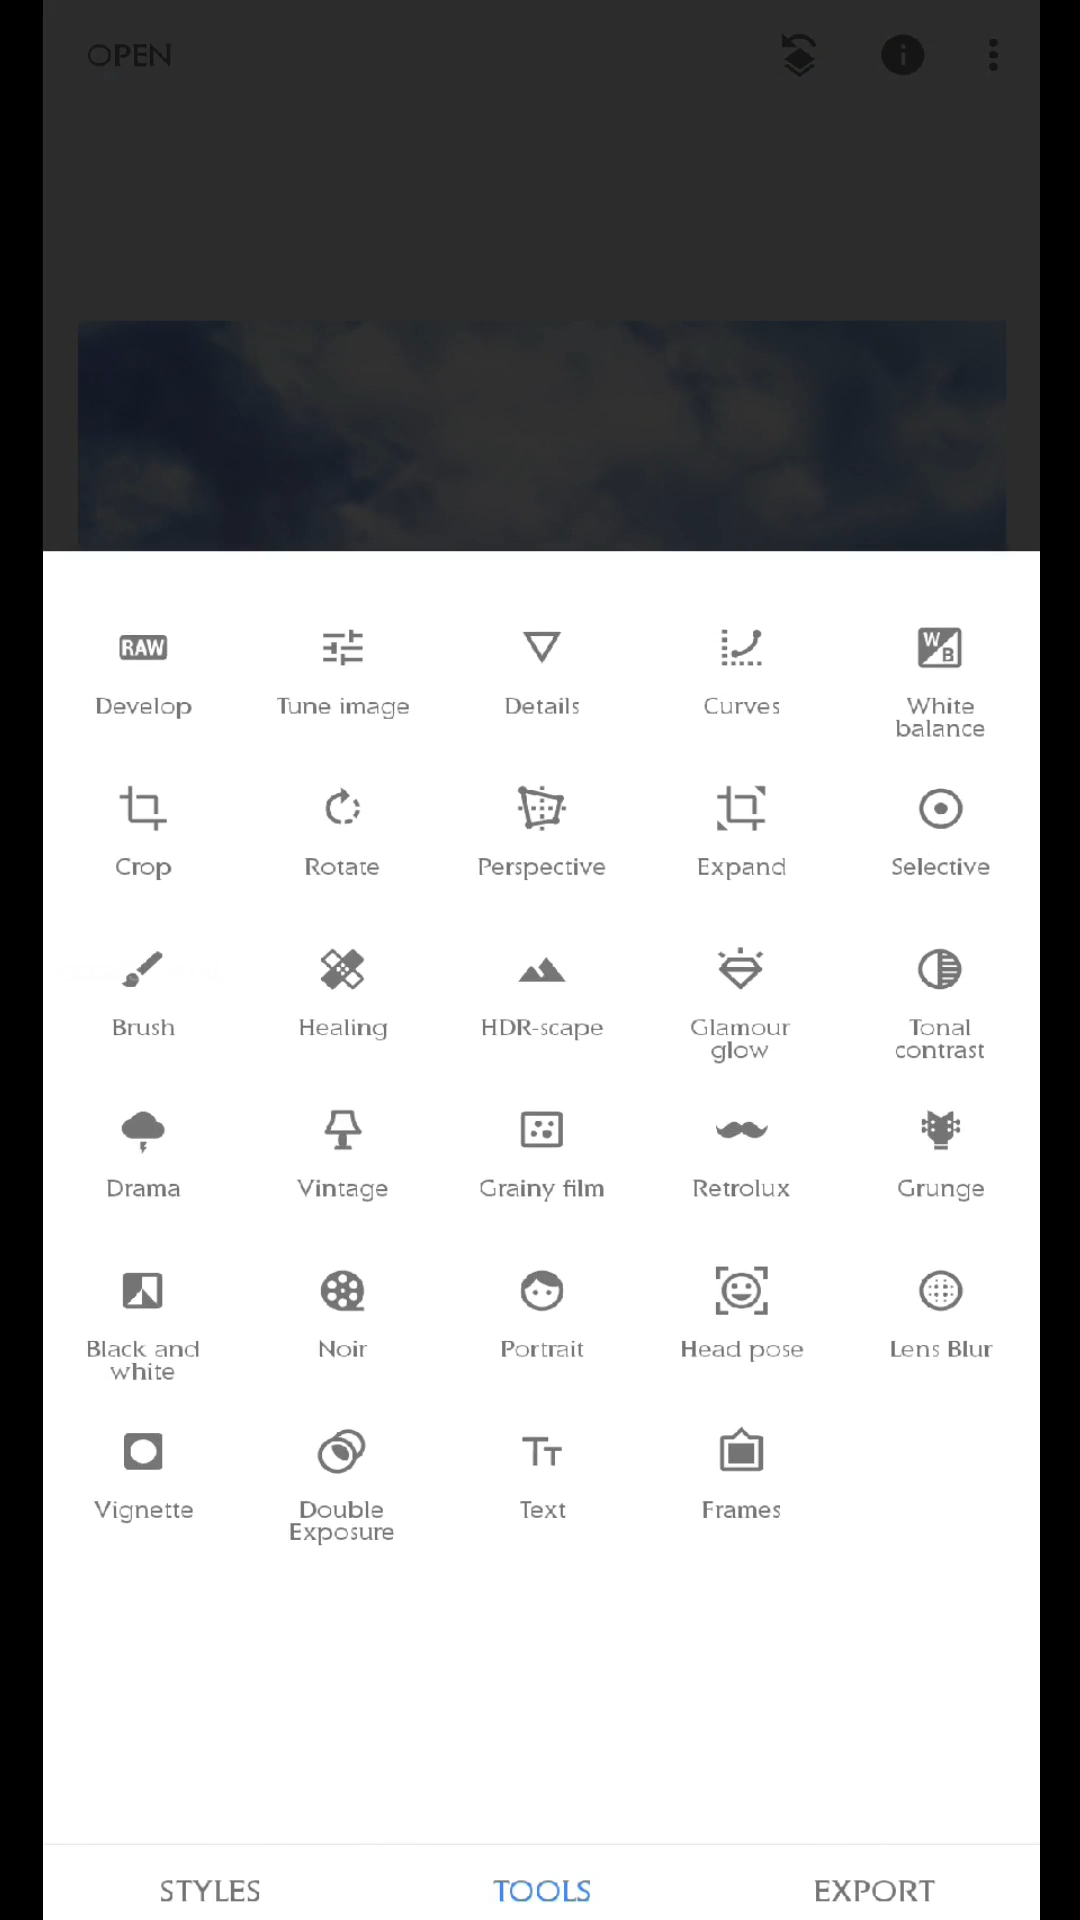 OPEN
RAW
Develop
Tune image
Details
Curves
W
B
White
balance
Crop
Rotate
Perspective
Expand
Selective
Brush
Healing
HDR-scape
Glamour
glow
Tonal
contrast
Drama
Vintage
Grainy film
Retrolux
Grunge
Black and
white
Noir
Portrait
Head pose
Lens Blur
Vignette
Double
Exposure
TT
Text
Frames
STYLES
TOOLS
EXPORT